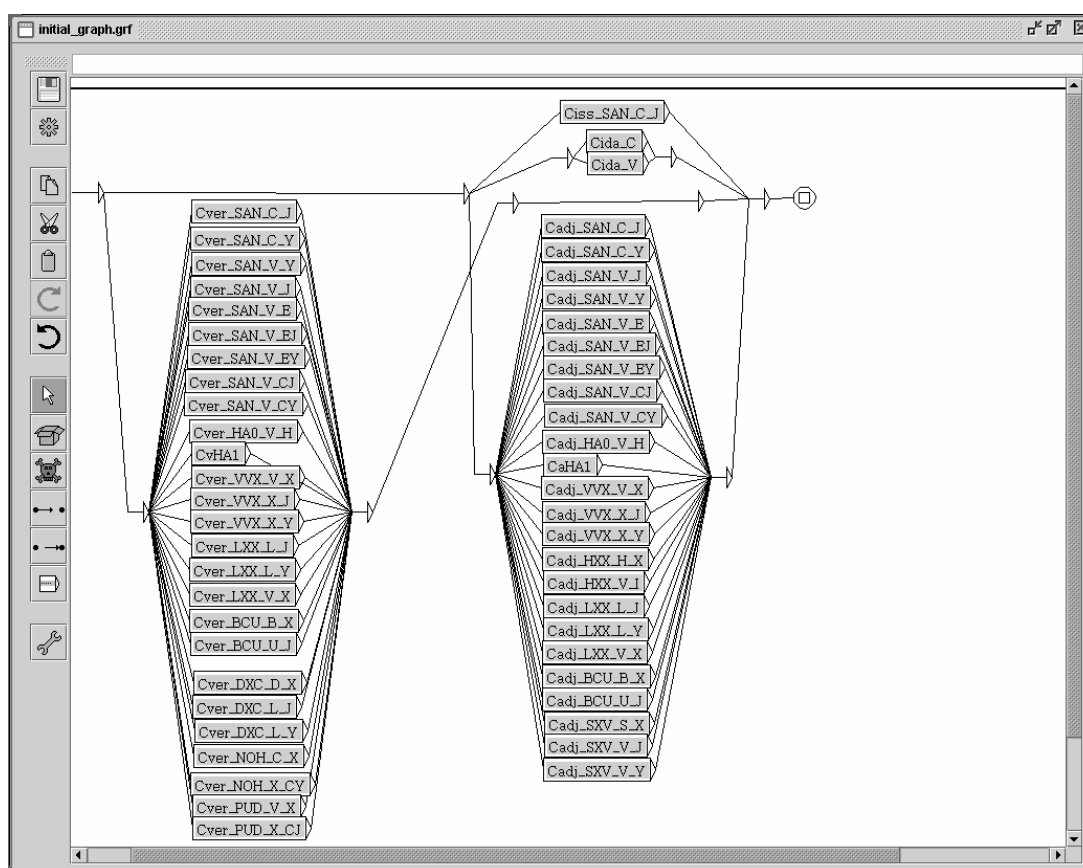 initial_graph.grf
Ciss_SAN_C_J
Cida_C
Cida_V
Cver_SAN_C_J
Cver_SAN_C_Y
Cver_SAN_V_Y
Cver_SAN_V_J
Cver_SAN_V_E
Cver_SAN_V_EJ
Cver_SAN_V_EY
Cver_SAN_V_CJ
Cver_SAN_V_CY
Cver_HA0_V_H
CvHA1
Cver_VVX_V_X
Cver_VVX_X_J
Cver_VVX_X_Y
Cver_LXX_L_J
Cver_LXX_L_Y
Cver_LXX_V_X
Cver_BCU_B_X
Cver_BCU_U_J
Cver_DXC_D_X
Cver_DXC_L_J
Cver_DXC_L_Y
Cver_NOH_C_X
Cver_NOH_X_CY
Cver_PUD_V_X
Cver_PUD_X_CJ
Cadj_SAN_C_J
Cadj_SAN_C_Y
Cadj_SAN_V_J
Cadj_SAN_V_Y
Cadj_SAN_V_E
Cadj_SAN_V_EJ
Cadj_SAN_V_EY
Cadj_SAN_V_CJ
Cadj_SAN_V_CY
Cadj_HA0_V_H
CaHA1
Cadj_VVX_V_X
Cadj_VVX_X_J
Cadj_VVX_X_Y
Cadj_HXX_H_X
Cadj_HXX_V_I
Cadj_LXX_L_J
Cadj_LXX_L_Y
Cadj_LXX_V_X
Cadj_BCU_B_X
Cadj_BCU_U_J
Cadj_SXV_S_X
Cadj_SXV_V_J
Cadj_SXV_V_Y